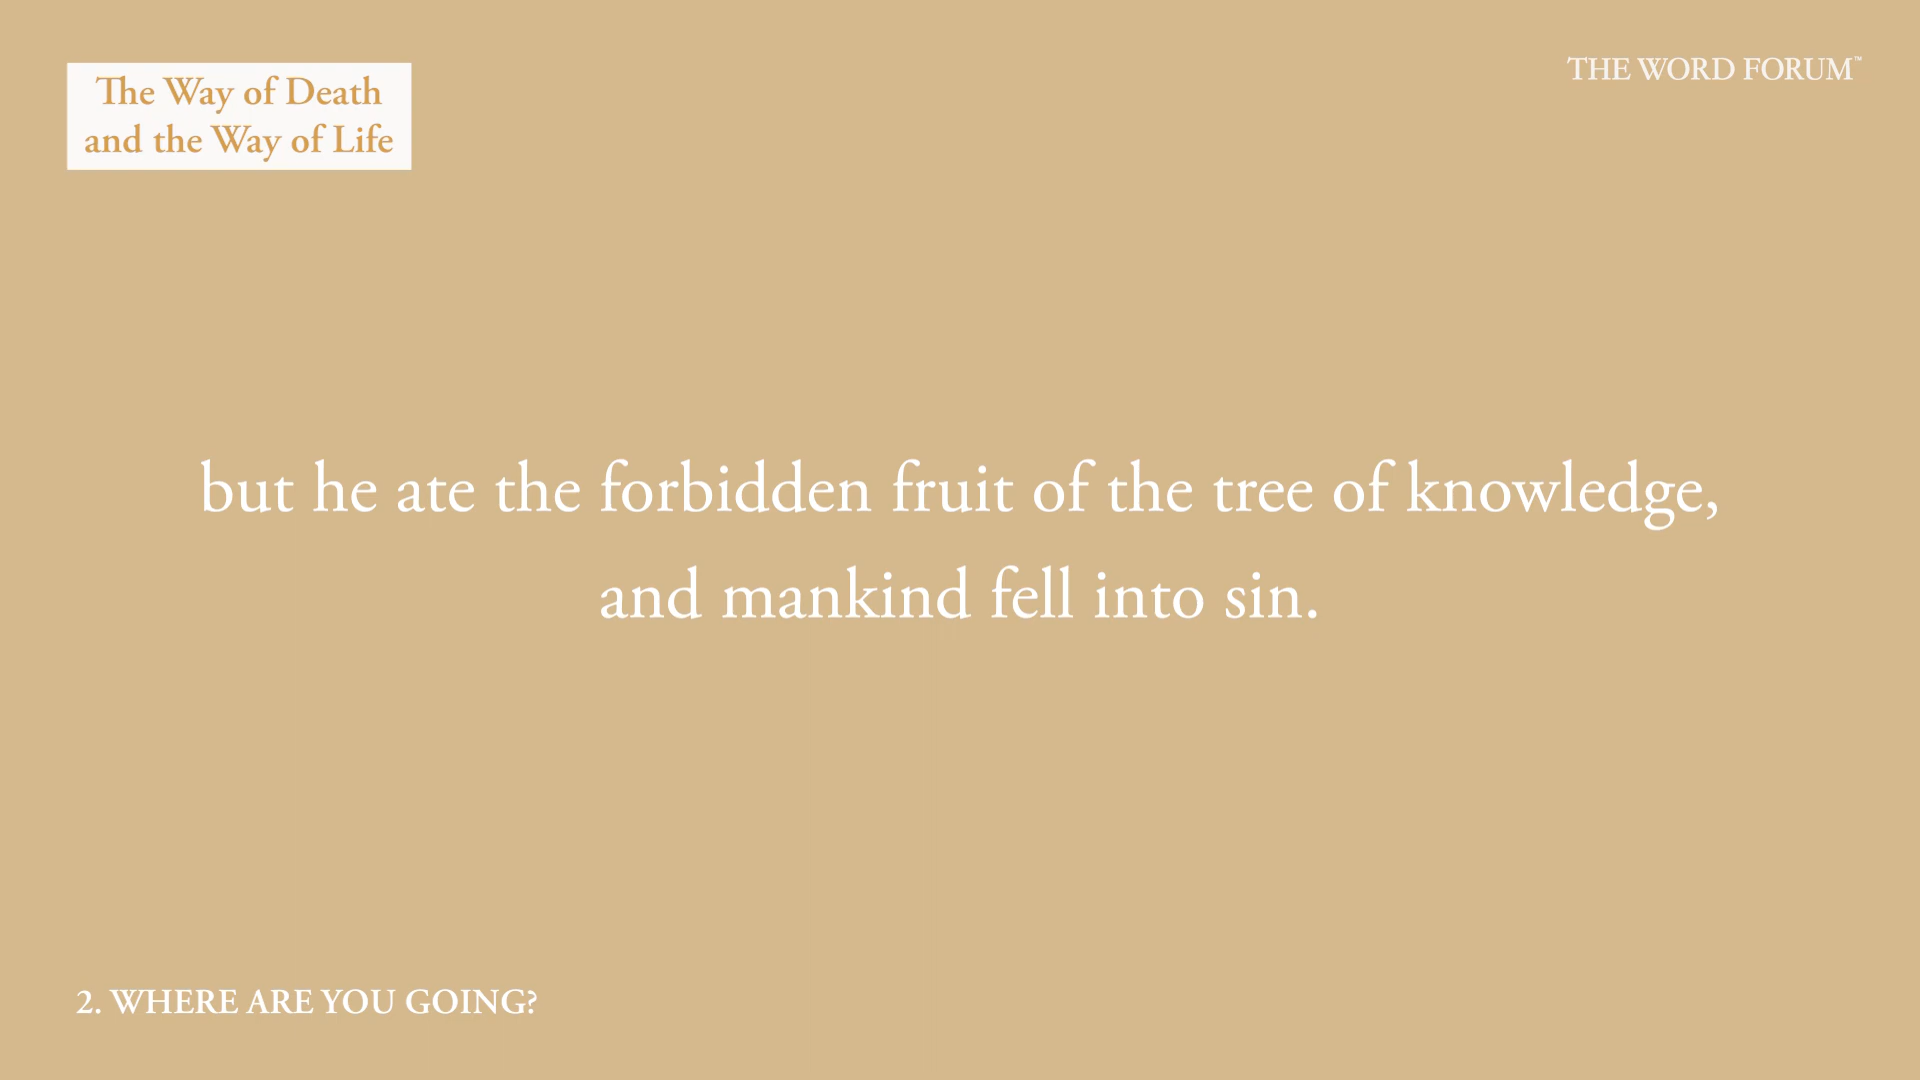 The Way of Death
and the Way of Life
THE WORD FORUM™
but he ate the forbidden fruit of the tree of knowledge,
and mankind fell into sin.
2. WHERE ARE YOU GOING?